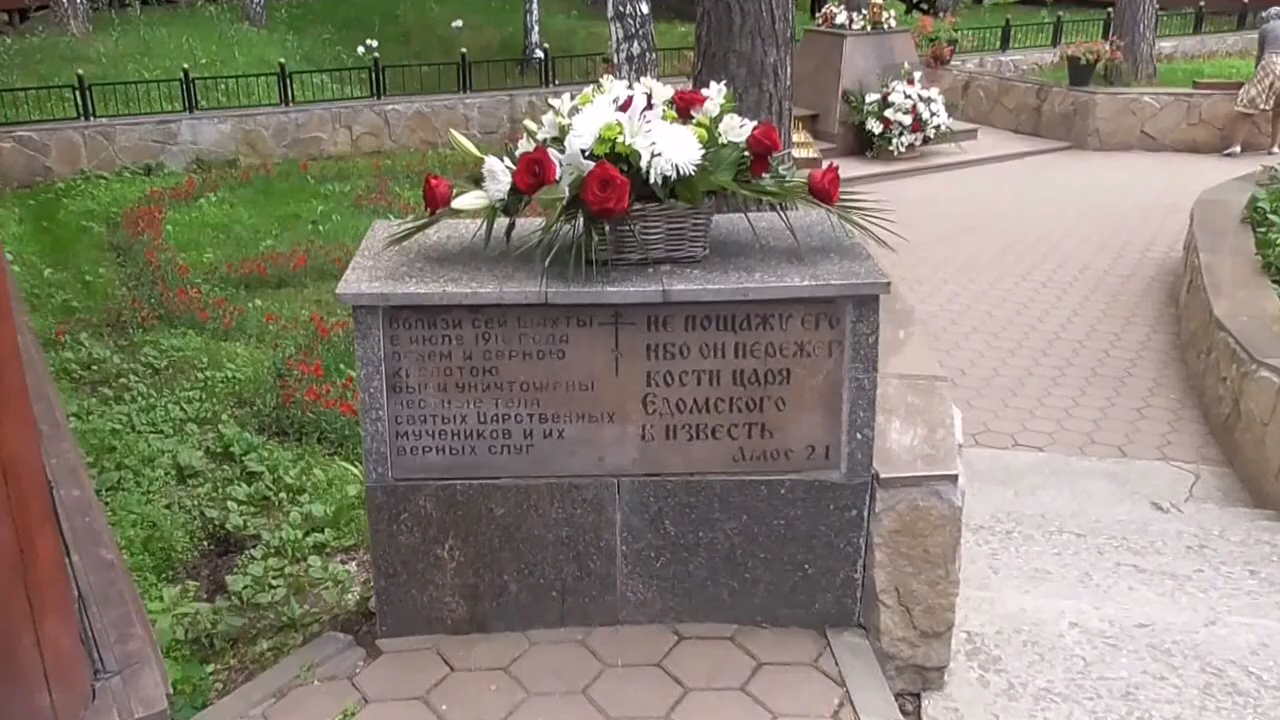 Вблизи сей шахты
в июле 1918 года
огнем и серною
кислотою
были уничтожены
честные тела
святых Царственных
мучеников и их
верных слуг
Не пощажу его
ибо он пережег
кости царя
Едомского
в известь
Амос 2 1